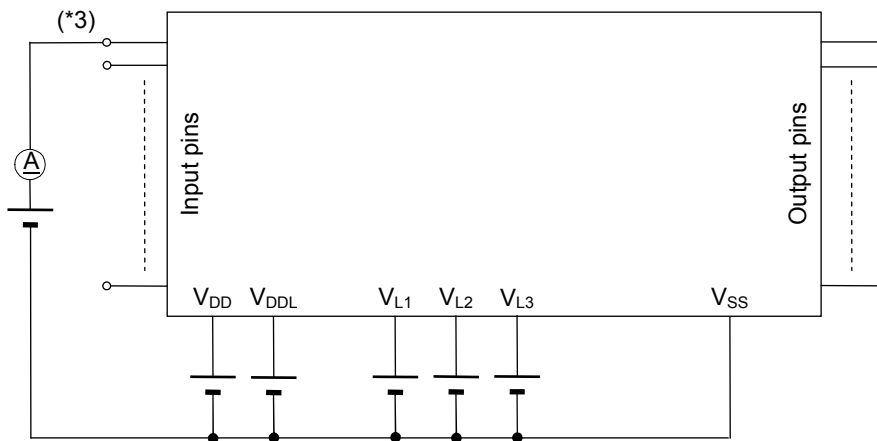 (*3)
A
Input pins
Output pins
VDD VDDL VL1 VL2 VL3 VSS